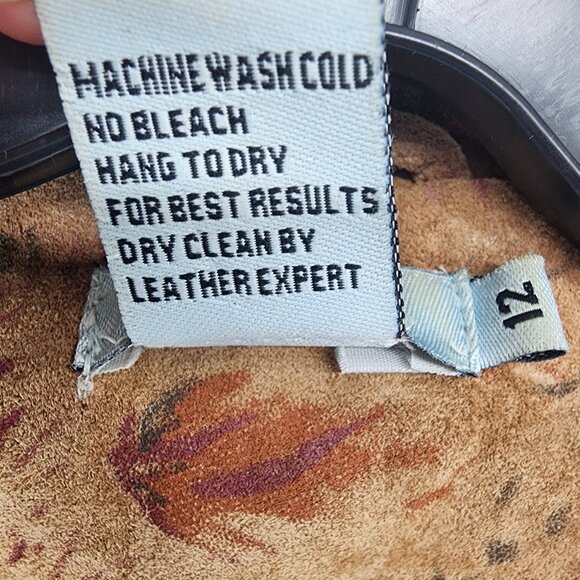 MACHINE WASH COLD
NO BLEACH
HANG TO DRY
FOR BEST RESULTS
DRY CLEAN BY
LEATHER EXPERT
12